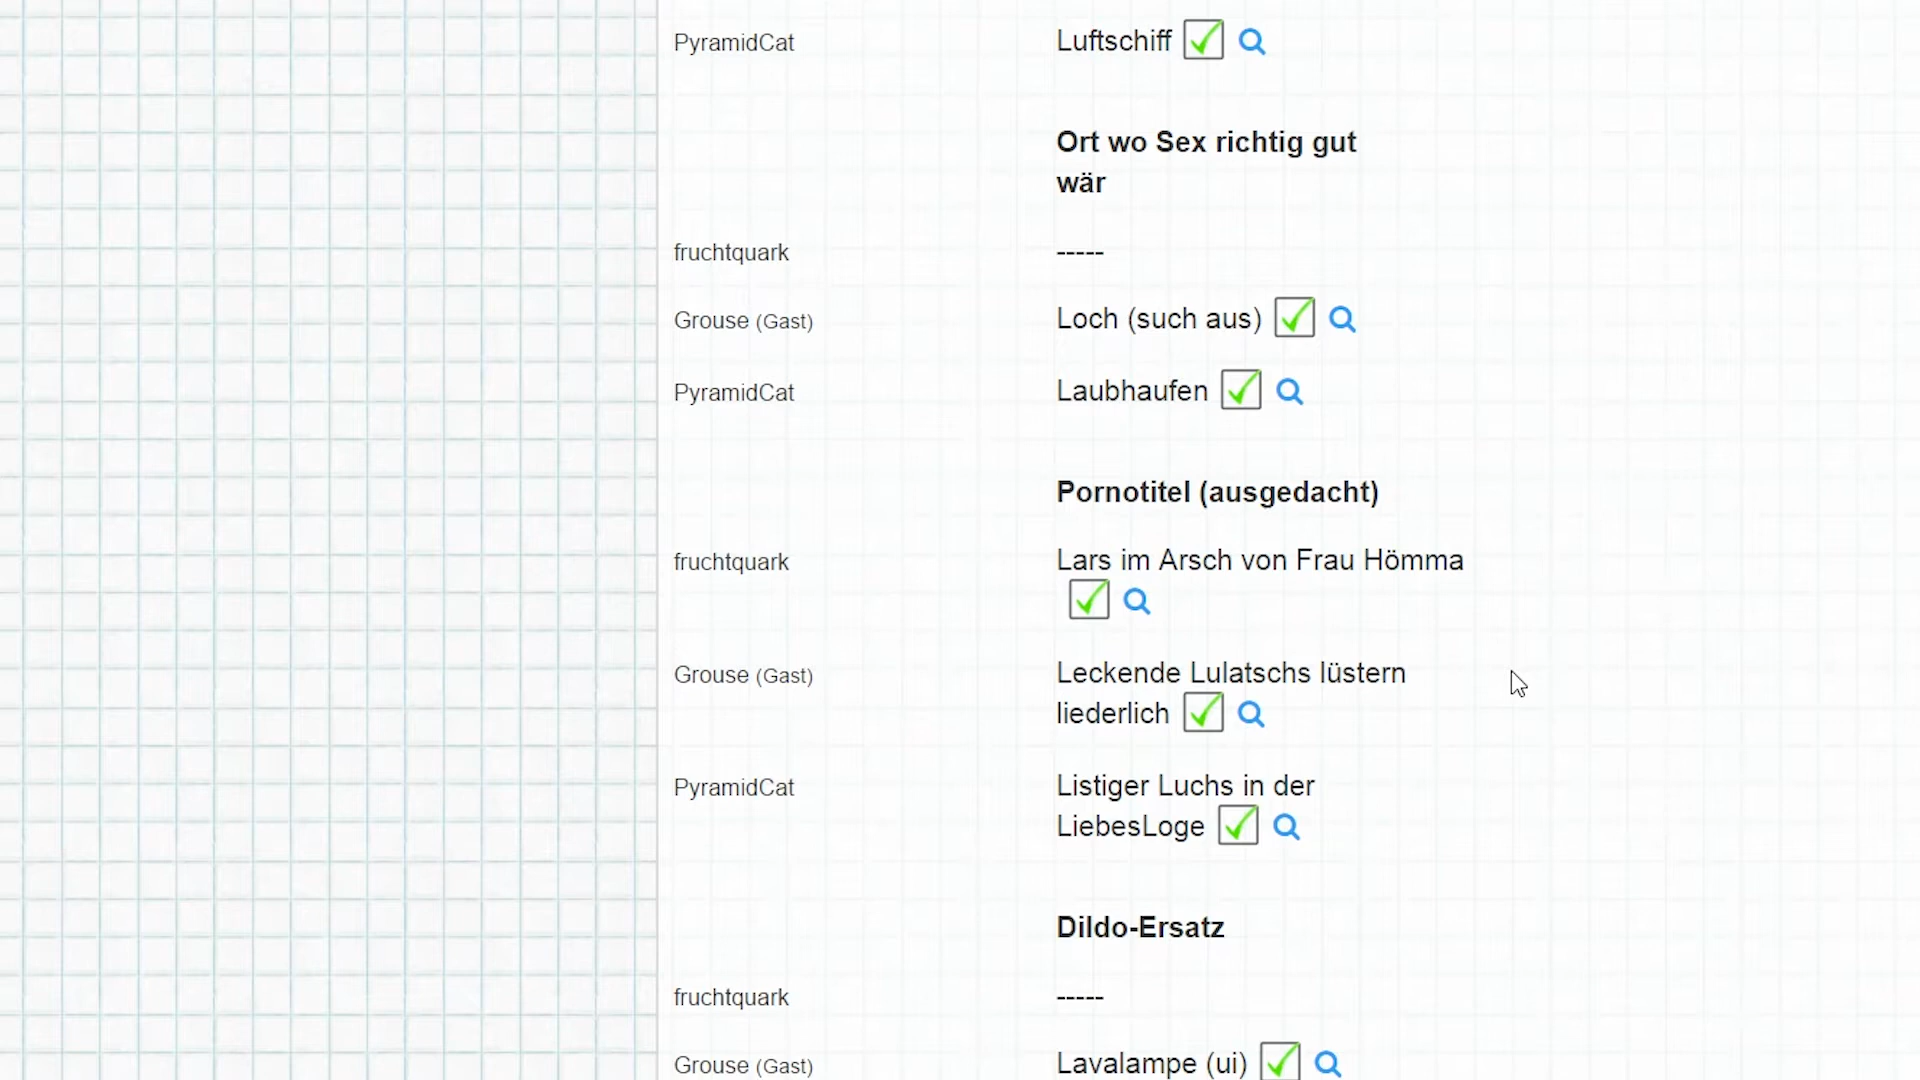 PyramidCat Luftschiff
Ort wo Sex richtig gut
wär
fruchtquark -----
Grouse (Gast) Loch (such aus)
PyramidCat Laubhaufen
Pornotitel (ausgedacht)
fruchtquark Lars im Arsch von Frau Hömma
Grouse (Gast) Leckende Lulatschs lüstern
liederlich
PyramidCat Listiger Luchs in der
LiebesLoge
Dildo-Ersatz
fruchtquark -----
Grouse (Gast) Lavalampe (ui)